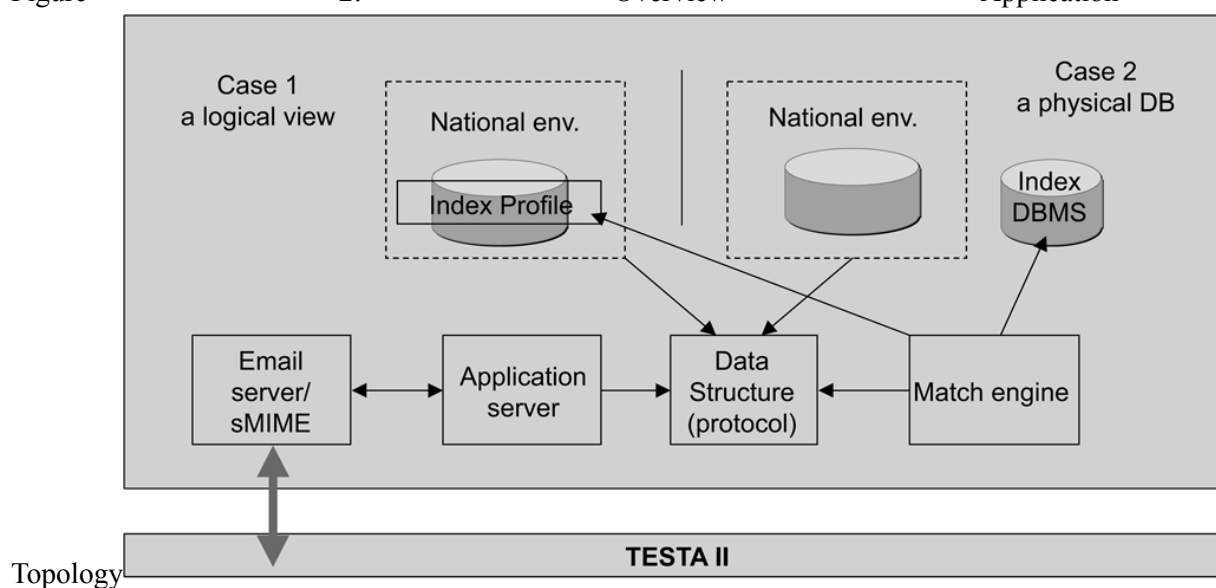 Figure 2: Overview Application
Case 1
a logical view
National env.
Index Profile
National env.
Case 2
a physical DB
Index
DBMS
Email
server/
sMIME
Application
server
Data
Structure
(protocol)
Match engine
TESTA II
Topology